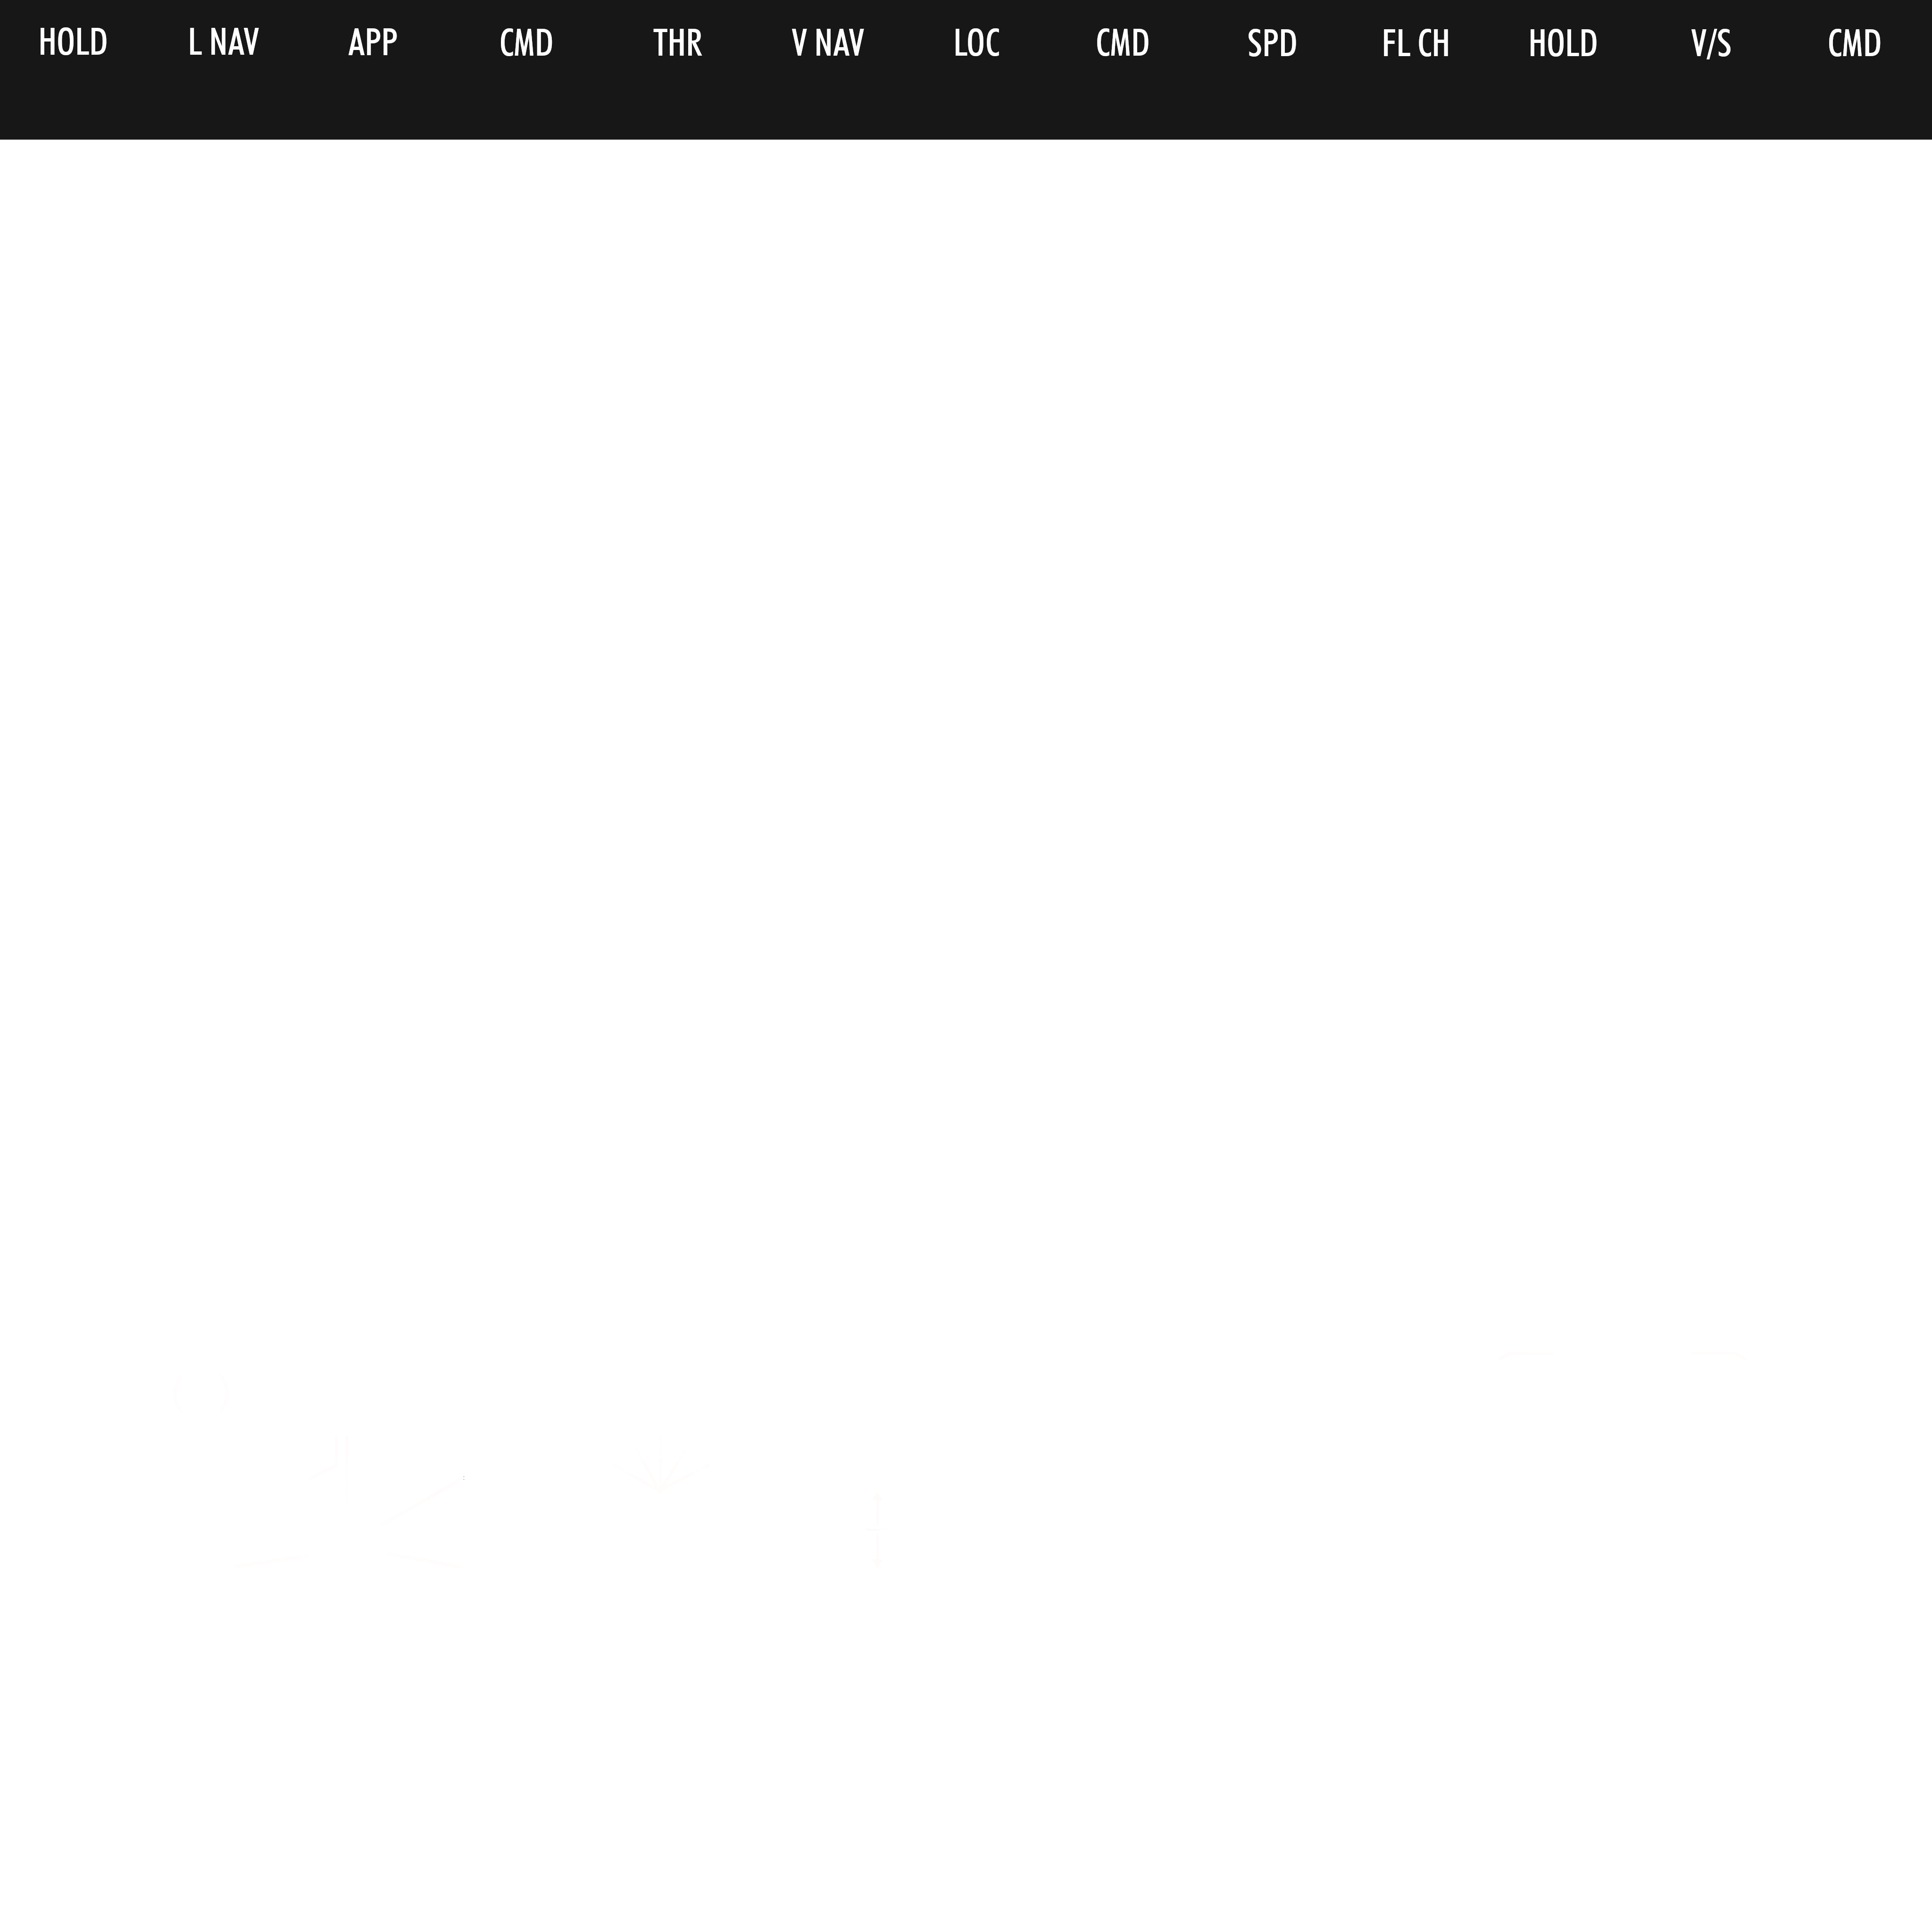 HOLD L NAV APP CMD THR V NAV LOC CMD SPD FL CH HOLD V/S CMD